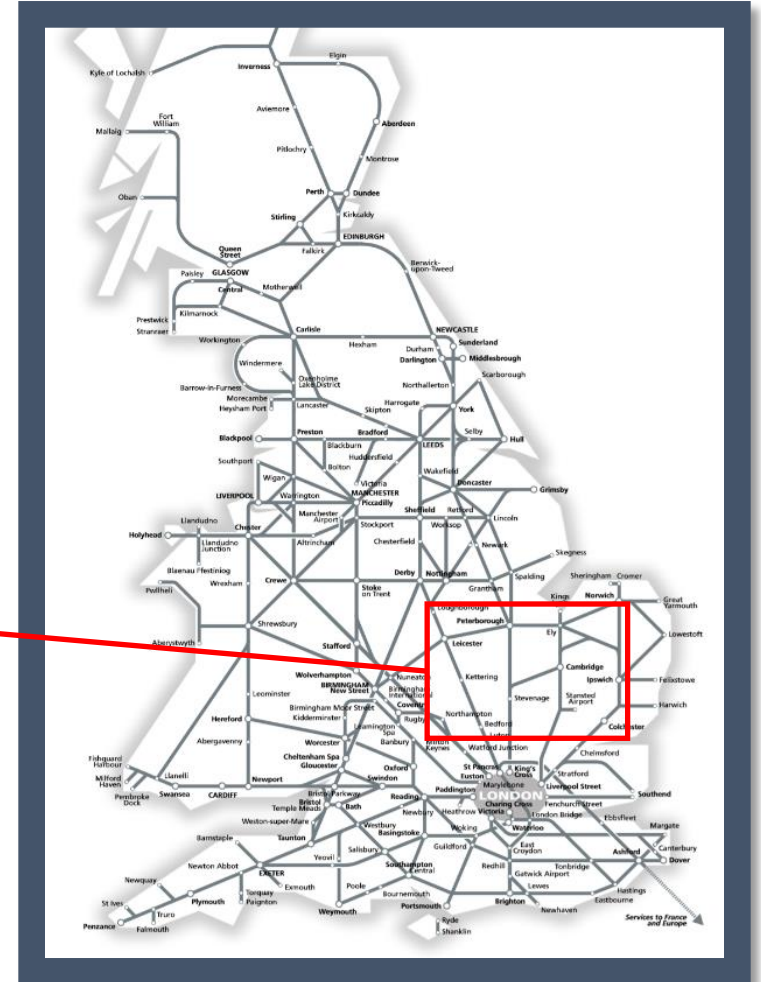 Elgin
Inverness
Kyle of Lochalsh
Aviemore
Fort
William
Mallaig
Aberdeen
Pitlochry
Montrose
Perth
Dundee
Oban
Stirling
Kirkcaldy
EDINBURGH
Falkirk
Queen
Street
GLASGOW
Central
Paisley
Motherwell
Berwick-
upon-Tweed
Prestwick
Stranraer
Kilmarnock
Carlisle
NEWCASTLE
Sunderland
Workington
Hexham
Durham
Darlington
Middlesbrough
Windermere
Oxenholme
Lake District
Scarborough
Barrow-in-Furness
Northallerton
Morecambe
Heysham Port
Lancaster
Harrogate
York
Skipton
Blackpool
Preston
Bradford
LEEDS
Selby
Hull
Blackburn
Southport
Bolton
Huddersfield
Wakefield
Wigan
Victoria
MANCHESTER
Piccadilly
Doncaster
Grimsby
LIVERPOOL
Warrington
Manchester
Airport
Sheffield
Retford
Llandudno
Chester
Stockport
Worksop
Lincoln
Holyhead
Llandudno
Junction
Altrincham
Chesterfield
Newark
Skegness
Blaenau Ffestiniog
Pwllheli
Wrexham
Crewe
Stoke
on Trent
Derby
Nottingham
Grantham
Spalding
Sheringham
Cromer
Kings
Norwich
Great
Yarmouth
Loughborough
Peterborough
Ely
Lowestoft
Aberystwyth
Shrewsbury
Stafford
Leicester
Cambridge
Wolverhampton
BIRMINGHAM
New Street
Nuneaton
Kettering
Ipswich
Felixstowe
Leominster
Birmingham
International
Stevenage
Stansted
Airport
Harwich
Birmingham Moor Street
Coventry
Hereford
Kidderminster
Rugby
Northampton
Bedford
Colchester
Leamington
Spa
Luton
Abergavenny
Worcester
Banbury
Milton
Keynes
Watford Junction
Chelmsford
Fishguard
Harbour
Cheltenham Spa
Gloucester
Oxford
St Pancras
Euston
King's
Cross
Stratford
Milford
Haven
Llanelli
Newport
Swindon
Marylebone
Liverpool Street
Pembroke
Dock
Swansea
CARDIFF
Bristol Parkway
Reading
Paddington
LONDON
Southend
Bristol
Temple Meads
Bath
Charing Cross
Fenchurch Street
Newbury
Heathrow
Victoria
London Bridge
Ebbsfleet
Weston-super-Mare
Westbury
Basingstoke
Woking
Waterloo
Margate
Barnstaple
Taunton
Salisbury
Guildford
East
Croydon
Ashford
Canterbury
Dover
Newton Abbot
Yeovil
Southampton
Central
Redhill
Tonbridge
Gatwick Airport
EXETER
Newquay
Exmouth
Poole
Bournemouth
Lewes
Hastings
St Ives
Plymouth
Torquay
Paignton
Weymouth
Portsmouth
Brighton
Newhaven
Eastbourne
Truro
Penzance
Falmouth
Ryde
Shanklin
Services to France
and Europe